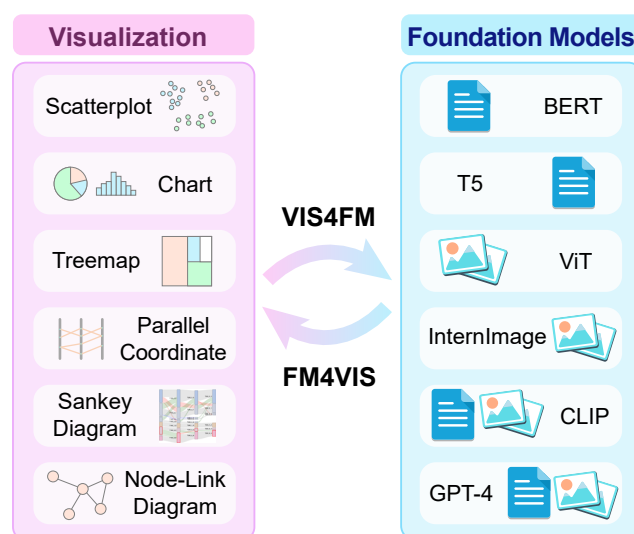 Visualization
Scatterplot
Chart
Treemap
Parallel
Coordinate
Sankey
Diagram
Node-Link
Diagram
VIS4FM
FM4VIS
Foundation Models
BERT
T5
ViT
InternImage
CLIP
GPT-4